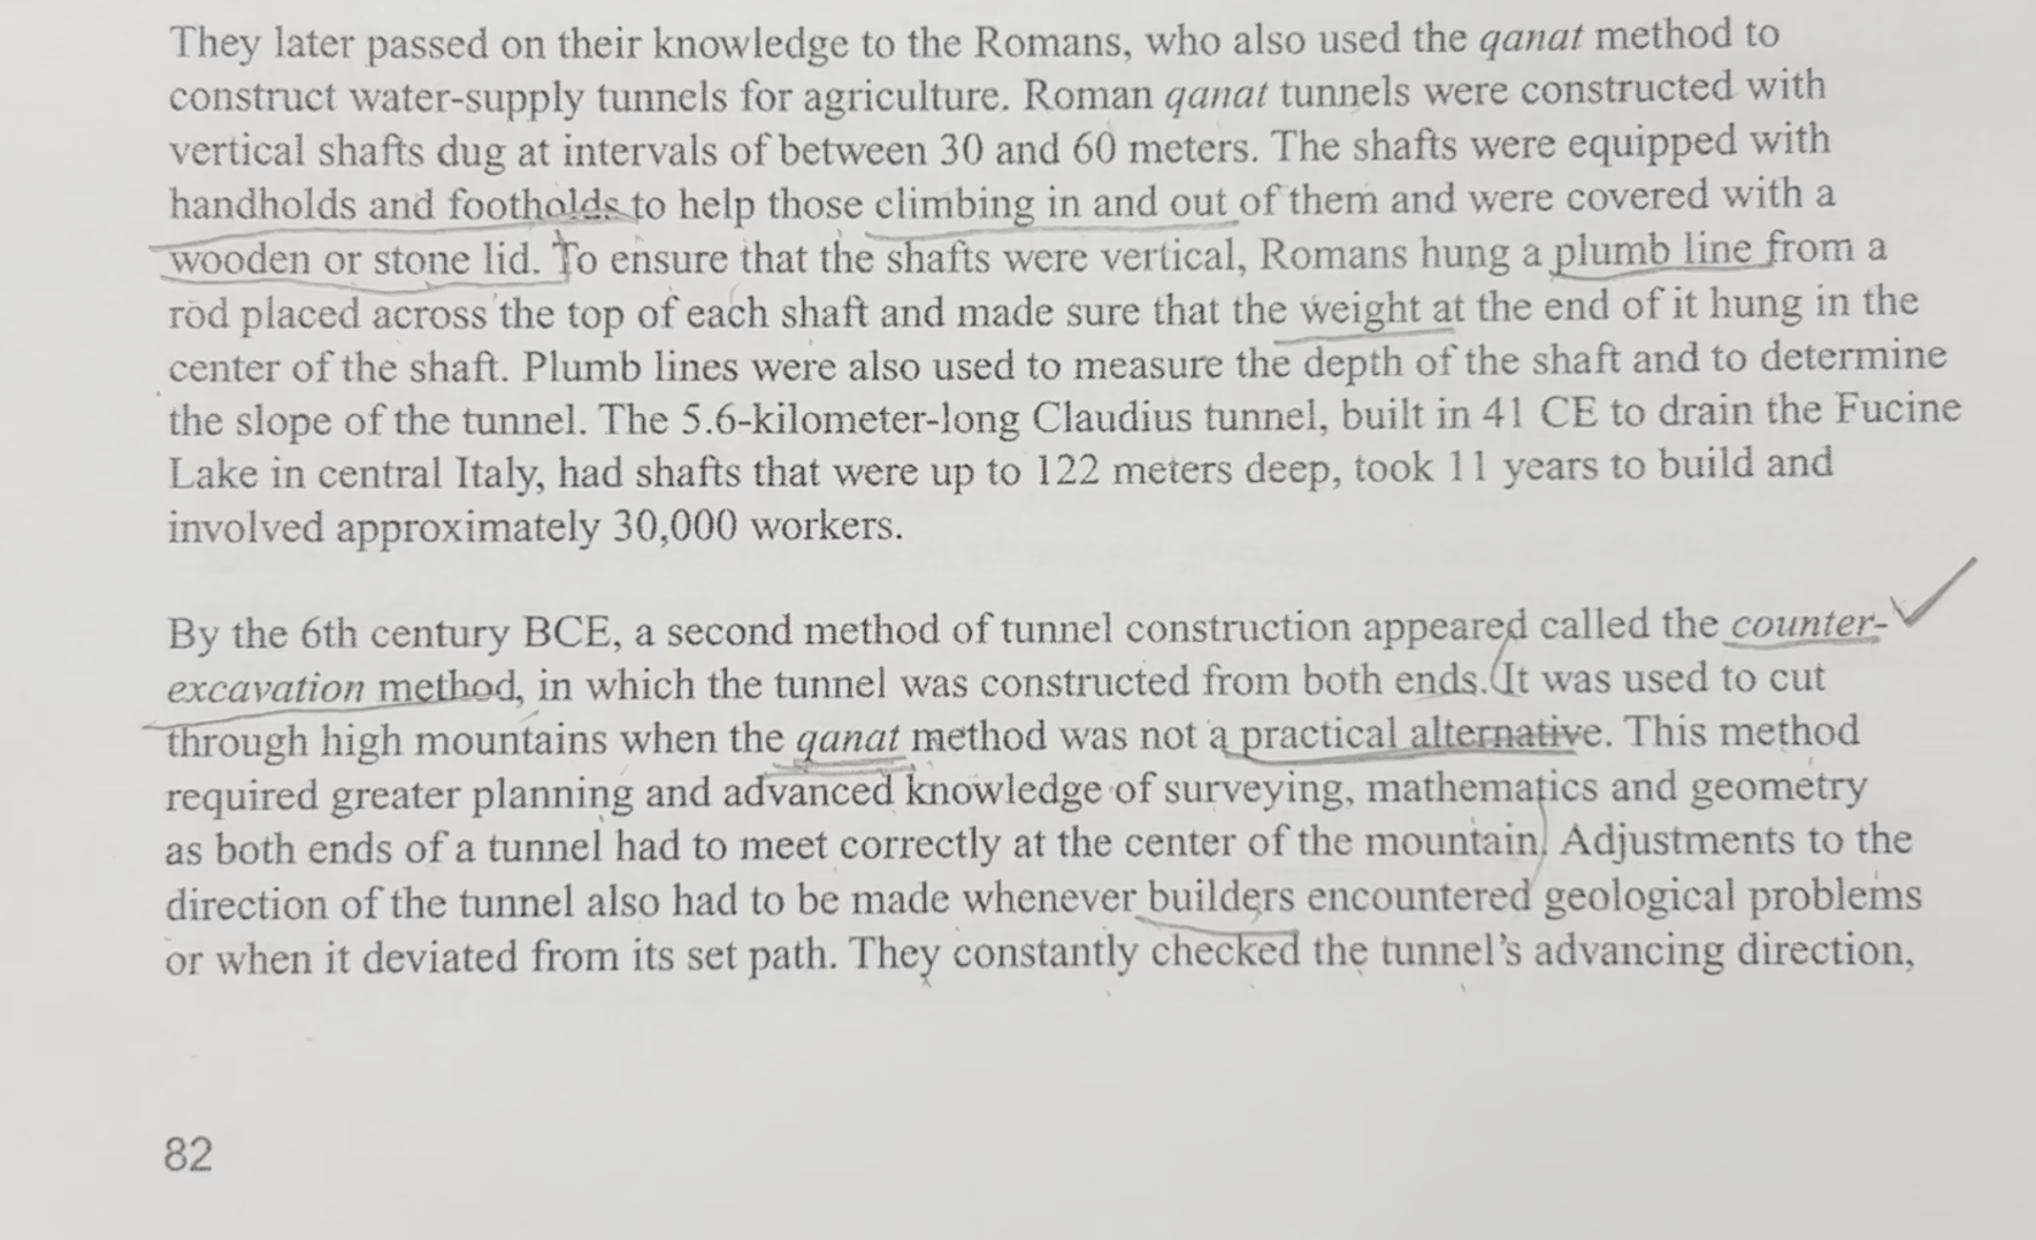 They later passed on their knowledge to the Romans, who also used the qanat method to
construct water-supply tunnels for agriculture. Roman qanat tunnels were constructed with
vertical shafts dug at intervals of between 30 and 60 meters. The shafts were equipped with
handholds and footholds to help those climbing in and out of them and were covered with a
wooden or stone lid. To ensure that the shafts were vertical, Romans hung a plumb line from a
rod placed across the top of each shaft and made sure that the weight at the end of it hung in the
center of the shaft. Plumb lines were also used to measure the depth of the shaft and to determine
the slope of the tunnel. The 5.6-kilometer-long Claudius tunnel, built in 41 CE to drain the Fucine
Lake in central Italy, had shafts that were up to 122 meters deep, took 11 years to build and
involved approximately 30,000 workers.
By the 6th century BCE, a second method of tunnel construction appeared called the counter-
excavation method, in which the tunnel was constructed from both ends. It was used to cut
through high mountains when the qanat method was not a practical alternative. This method
required greater planning and advanced knowledge of surveying, mathematics and geometry
as both ends of a tunnel had to meet correctly at the center of the mountain. Adjustments to the
direction of the tunnel also had to be made whenever builders encountered geological problems
or when it deviated from its set path. They constantly checked the tunnel's advancing direction,
82